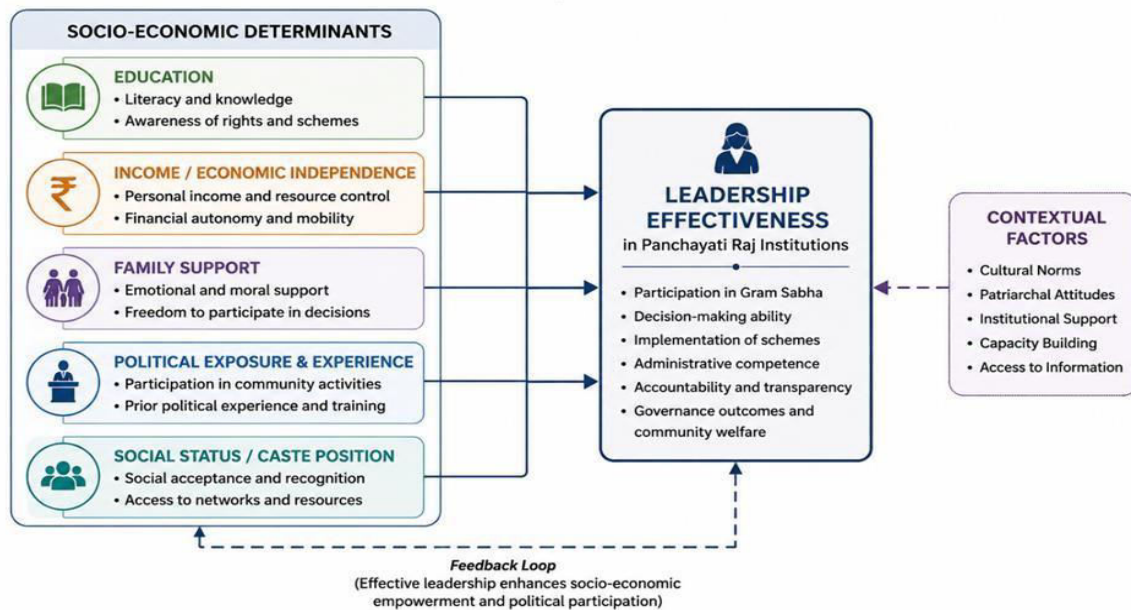 SOCIO-ECONOMIC DETERMINANTS
EDUCATION
• Literacy and knowledge
• Awareness of rights and schemes
₹
INCOME / ECONOMIC INDEPENDENCE
• Personal income and resource control
• Financial autonomy and mobility
FAMILY SUPPORT
• Emotional and moral support
• Freedom to participate in decisions
POLITICAL EXPOSURE & EXPERIENCE
• Participation in community activities
• Prior political experience and training
SOCIAL STATUS / CASTE POSITION
• Social acceptance and recognition
• Access to networks and resources
LEADERSHIP
EFFECTIVENESS
in Panchayati Raj Institutions
• Participation in Gram Sabha
• Decision-making ability
• Implementation of schemes
• Administrative competence
• Accountability and transparency
• Governance outcomes and
community welfare
CONTEXTUAL
FACTORS
• Cultural Norms
• Patriarchal Attitudes
• Institutional Support
• Capacity Building
• Access to Information
Feedback Loop
(Effective leadership enhances socio-economic
empowerment and political participation)